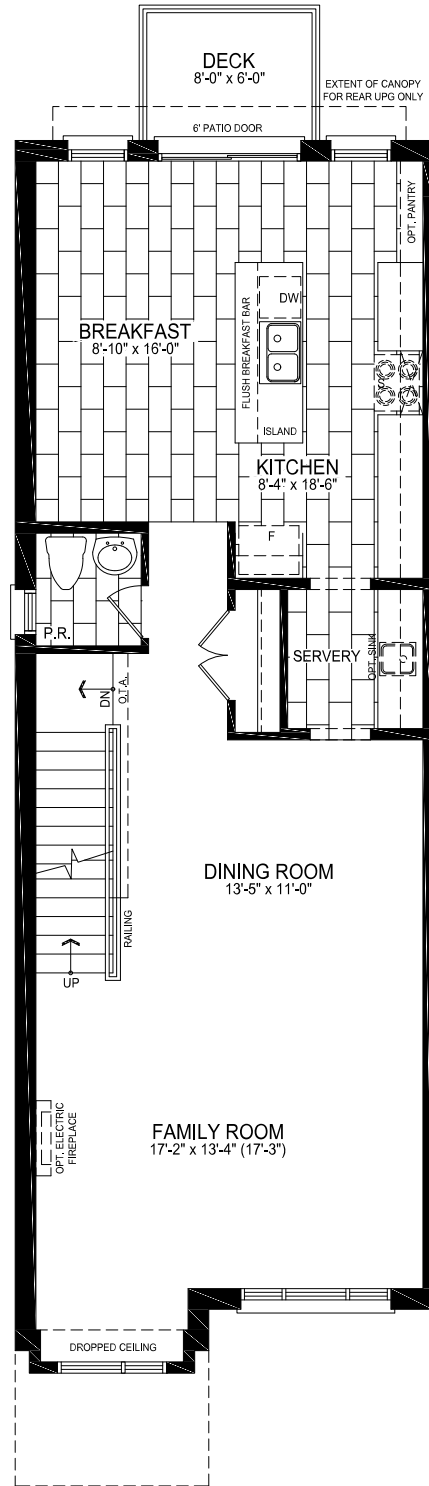 DECK
8'-0" x 6'-0"
EXTENT OF CANOPY
FOR REAR UPG ONLY
6' PATIO DOOR
OPT. PANTRY
DW
FLUSH BREAKFAST BAR
BREAKFAST
8'-10" x 16'-0"
ISLAND
KITCHEN
8'-4" x 18'-6"
F
P.R.
SERVERY
OPT. SINK
DN
O.T.A.
DINING ROOM
13'-5" x 11'-0"
RAILING
UP
FAMILY ROOM
17'-2" x 13'-4" (17'-3")
OPT. ELECTRIC
FIREPLACE
DROPPED CEILING